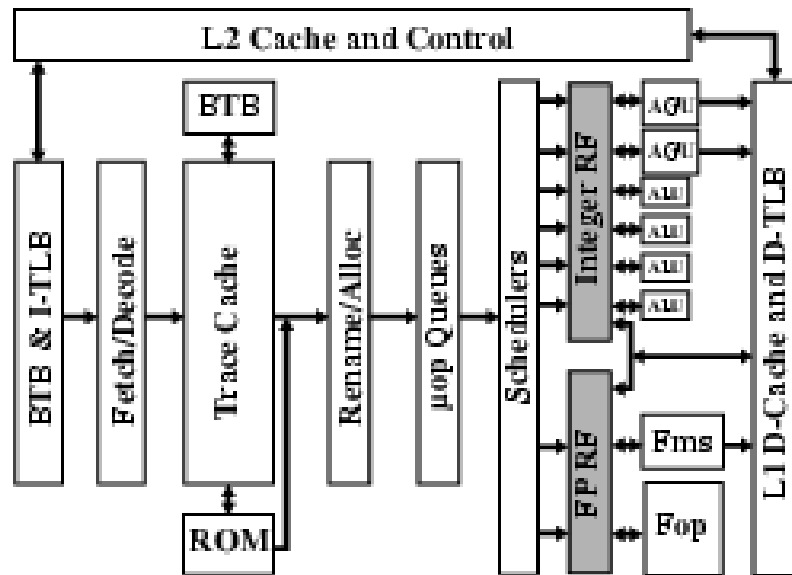 L2 Cache and Control
BTB
BTB & I-TLB
Fetch/Decode
Trace Cache
ROM
Rename/Alloc
µop Queues
Schedulers
Integer RF
FP RF
AGU
AGU
ALU
ALU
ALU
ALU
Fms
Fop
L1 D-Cache and D-TLB